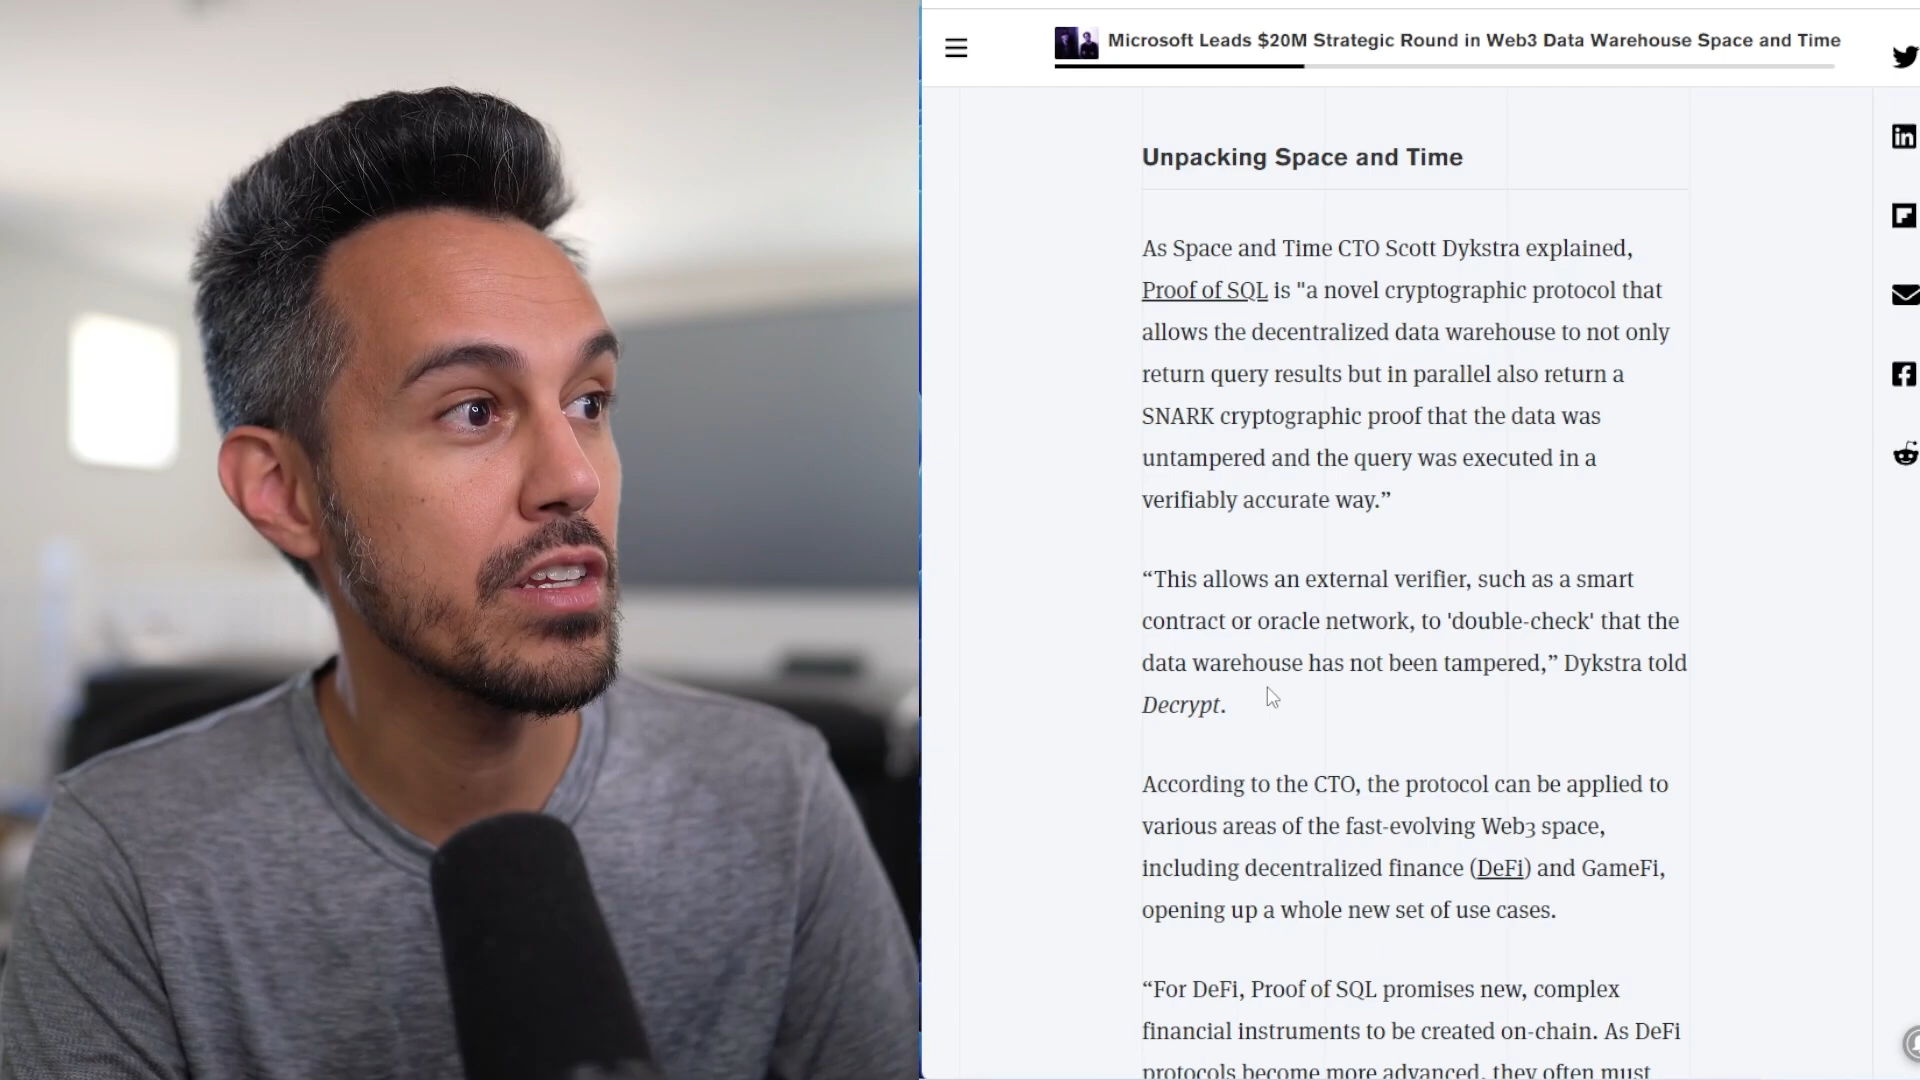 Microsoft Leads $20M Strategic Round in Web3 Data Warehouse Space and Time
Unpacking Space and Time
As Space and Time CTO Scott Dykstra explained,
Proof of SQL is "a novel cryptographic protocol that
allows the decentralized data warehouse to not only
return query results but in parallel also return a
SNARK cryptographic proof that the data was
untampered and the query was executed in a
verifiably accurate way.”
“This allows an external verifier, such as a smart
contract or oracle network, to 'double-check' that the
data warehouse has not been tampered,” Dykstra told
Decrypt.
According to the CTO, the protocol can be applied to
various areas of the fast-evolving Web3 space,
including decentralized finance (DeFi) and GameFi,
opening up a whole new set of use cases.
“For DeFi, Proof of SQL promises new, complex
financial instruments to be created on-chain. As DeFi
protocols become more advanced, they often must